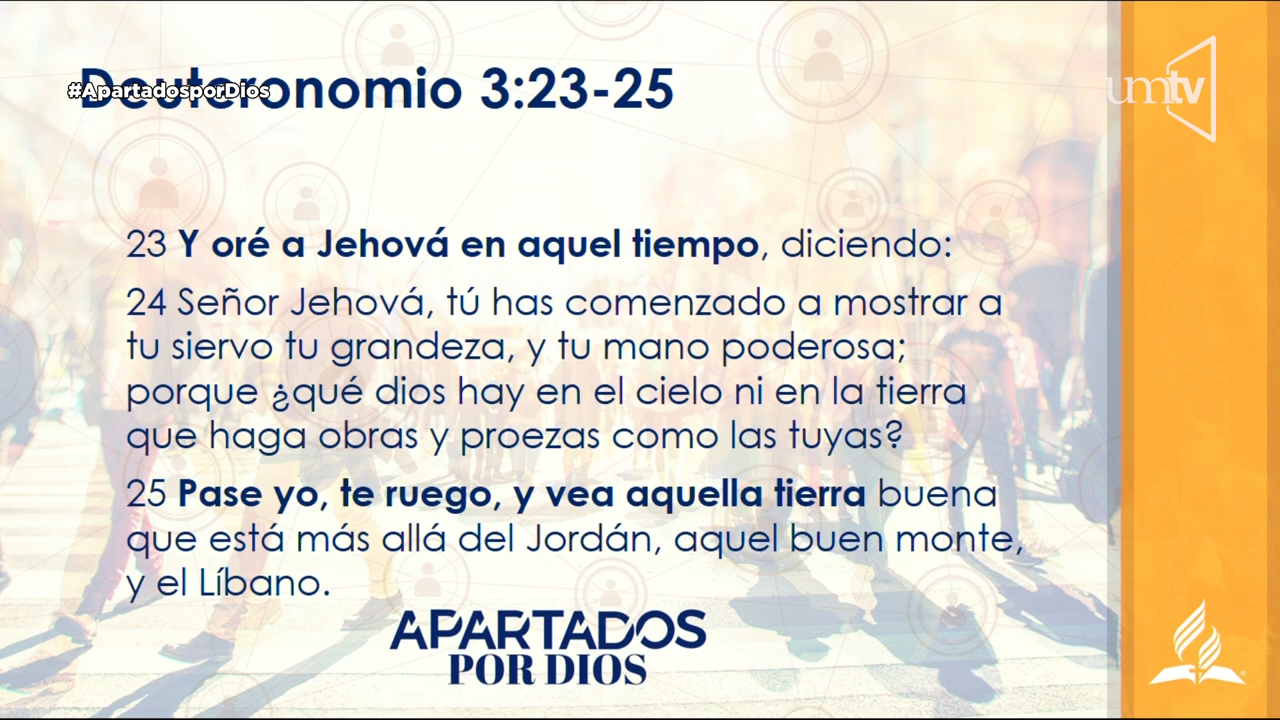 Deuteronomio 3:23-25
#ApartadosporDios
umtv
23 Y oré a Jehová en aquel tiempo, diciendo:
24 Señor Jehová, tú has comenzado a mostrar a
tu siervo tu grandeza, y tu mano poderosa;
porque ¿qué dios hay en el cielo ni en la tierra
que haga obras y proezas como las tuyas?
25 Pase yo, te ruego, y vea aquella tierra buena
que está más allá del Jordán, aquel buen monte,
y el Líbano.
APARTADOS
POR DIOS